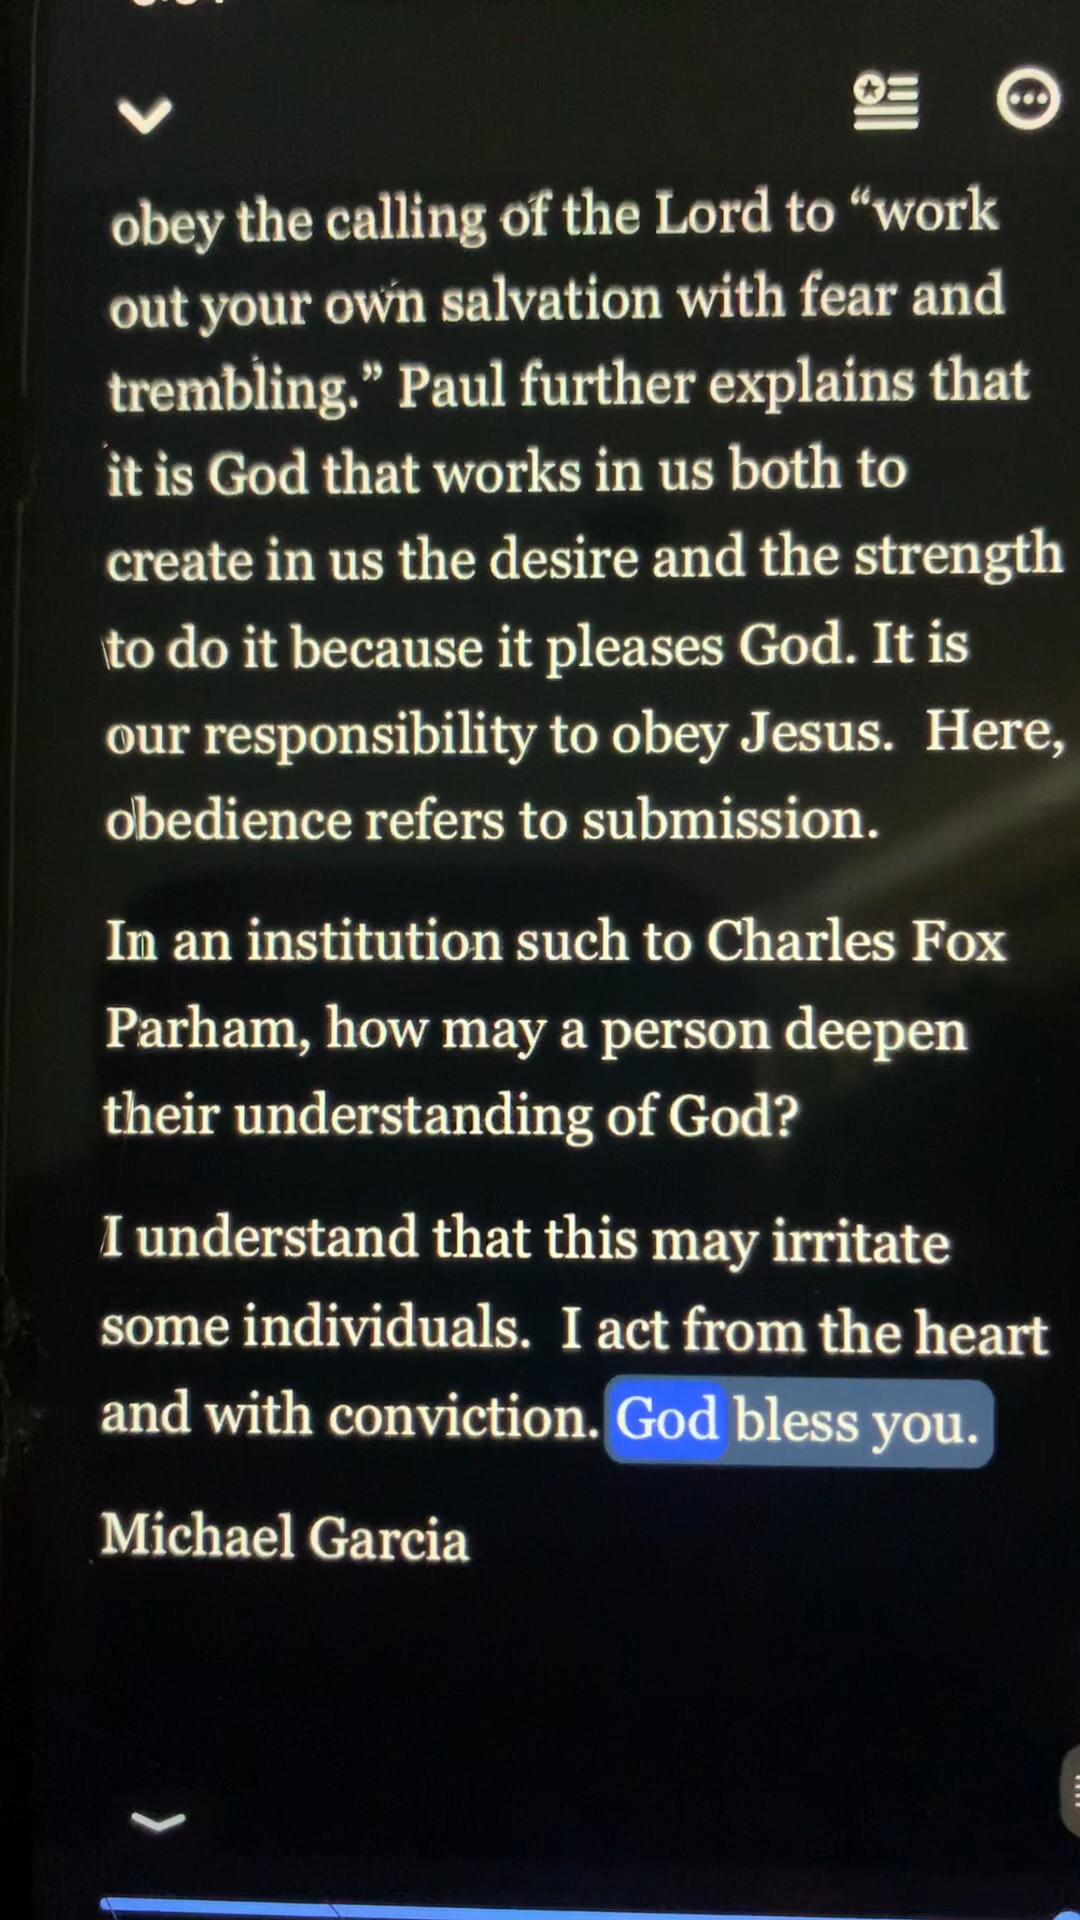 obey the calling of the Lord to “work
out your own salvation with fear and
trembling.” Paul further explains that
it is God that works in us both to
create in us the desire and the strength
to do it because it pleases God. It is
our responsibility to obey Jesus.  Here,
obedience refers to submission.
In an institution such to Charles Fox
Parham, how may a person deepen
their understanding of God?
I understand that this may irritate
some individuals.  I act from the heart
and with conviction. God bless you.
Michael Garcia